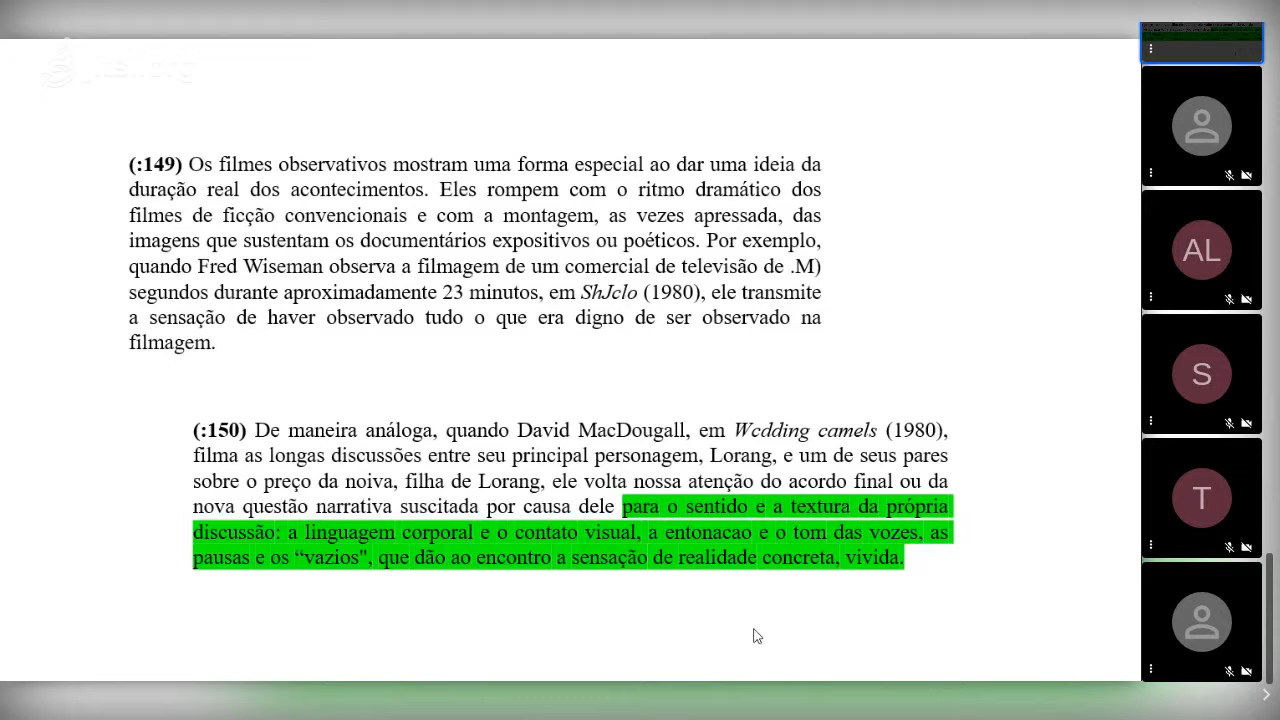 (:149) Os filmes observativos mostram uma forma especial ao dar uma ideia da
duração real dos acontecimentos. Eles rompem com o ritmo dramático dos
filmes de ficção convencionais e com a montagem, as vezes apressada, das
imagens que sustentam os documentários expositivos ou poéticos. Por exemplo,
quando Fred Wiseman observa a filmagem de um comercial de televisão de .M)
segundos durante aproximadamente 23 minutos, em ShJclo (1980), ele transmite
a sensação de haver observado tudo o que era digno de ser observado na
filmagem.
(:150) De maneira análoga, quando David MacDougall, em Wcdding camels (1980),
filma as longas discussões entre seu principal personagem, Lorang, e um de seus pares
sobre o preço da noiva, filha de Lorang, ele volta nossa atenção do acordo final ou da
nova questão narrativa suscitada por causa dele para o sentido e a textura da própria
discussão: a linguagem corporal e o contato visual, a entonacao e o tom das vozes, as
pausas e os “vazios", que dão ao encontro a sensação de realidade concreta, vivida.
AL
S
T